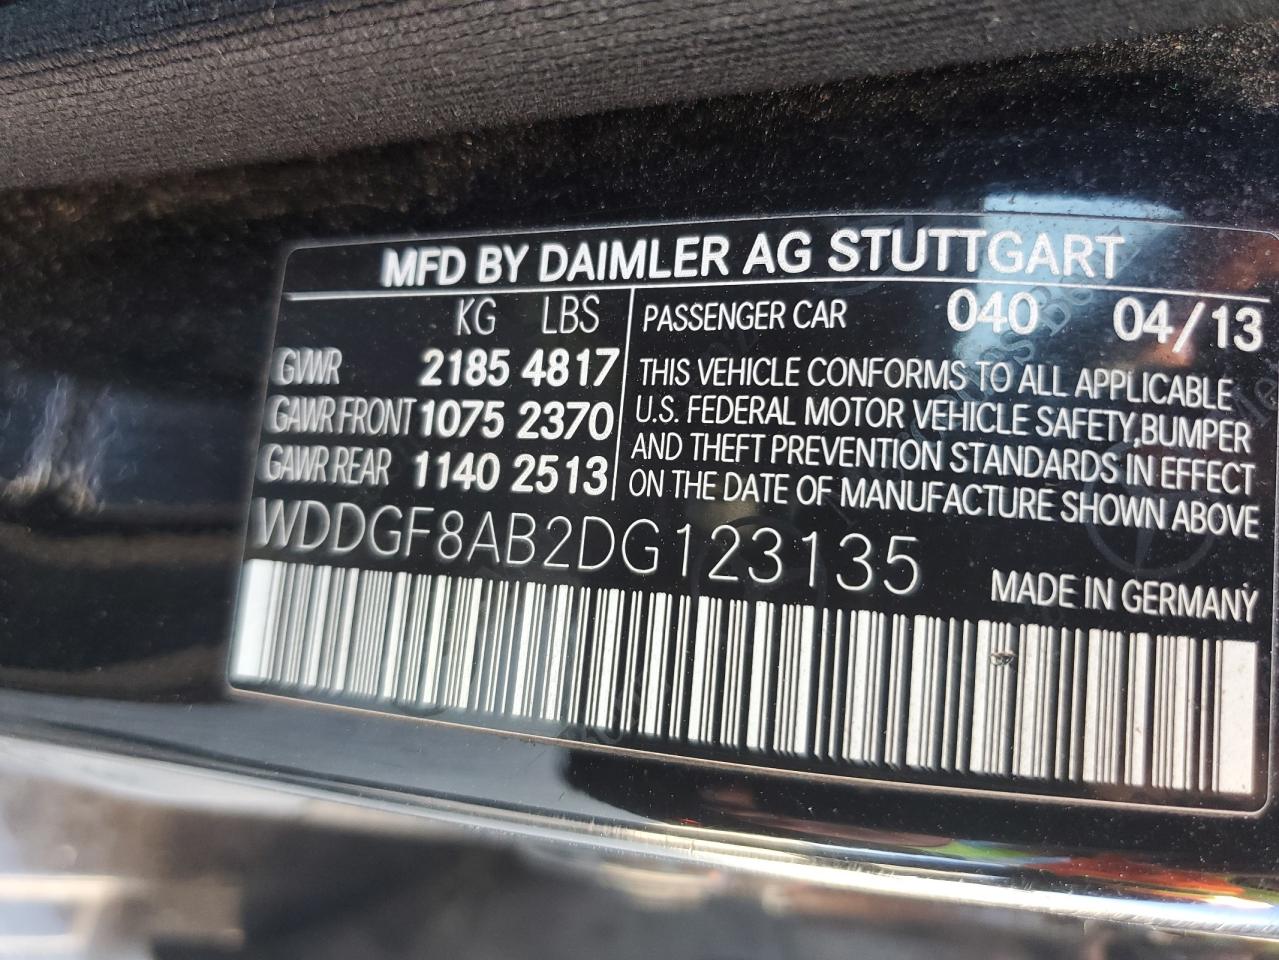 MFD BY DAIMLER AG STUTTGART
KG LBS
GVWR 2185 4817
GAWR FRONT 1075 2370
GAWR REAR 1140 2513
PASSENGER CAR 040 04/13
THIS VEHICLE CONFORMS TO ALL APPLICABLE
U.S. FEDERAL MOTOR VEHICLE SAFETY,BUMPER
AND THEFT PREVENTION STANDARDS IN EFFECT
ON THE DATE OF MANUFACTURE SHOWN ABOVE
WDDGF8AB2DG123135
MADE IN GERMANY